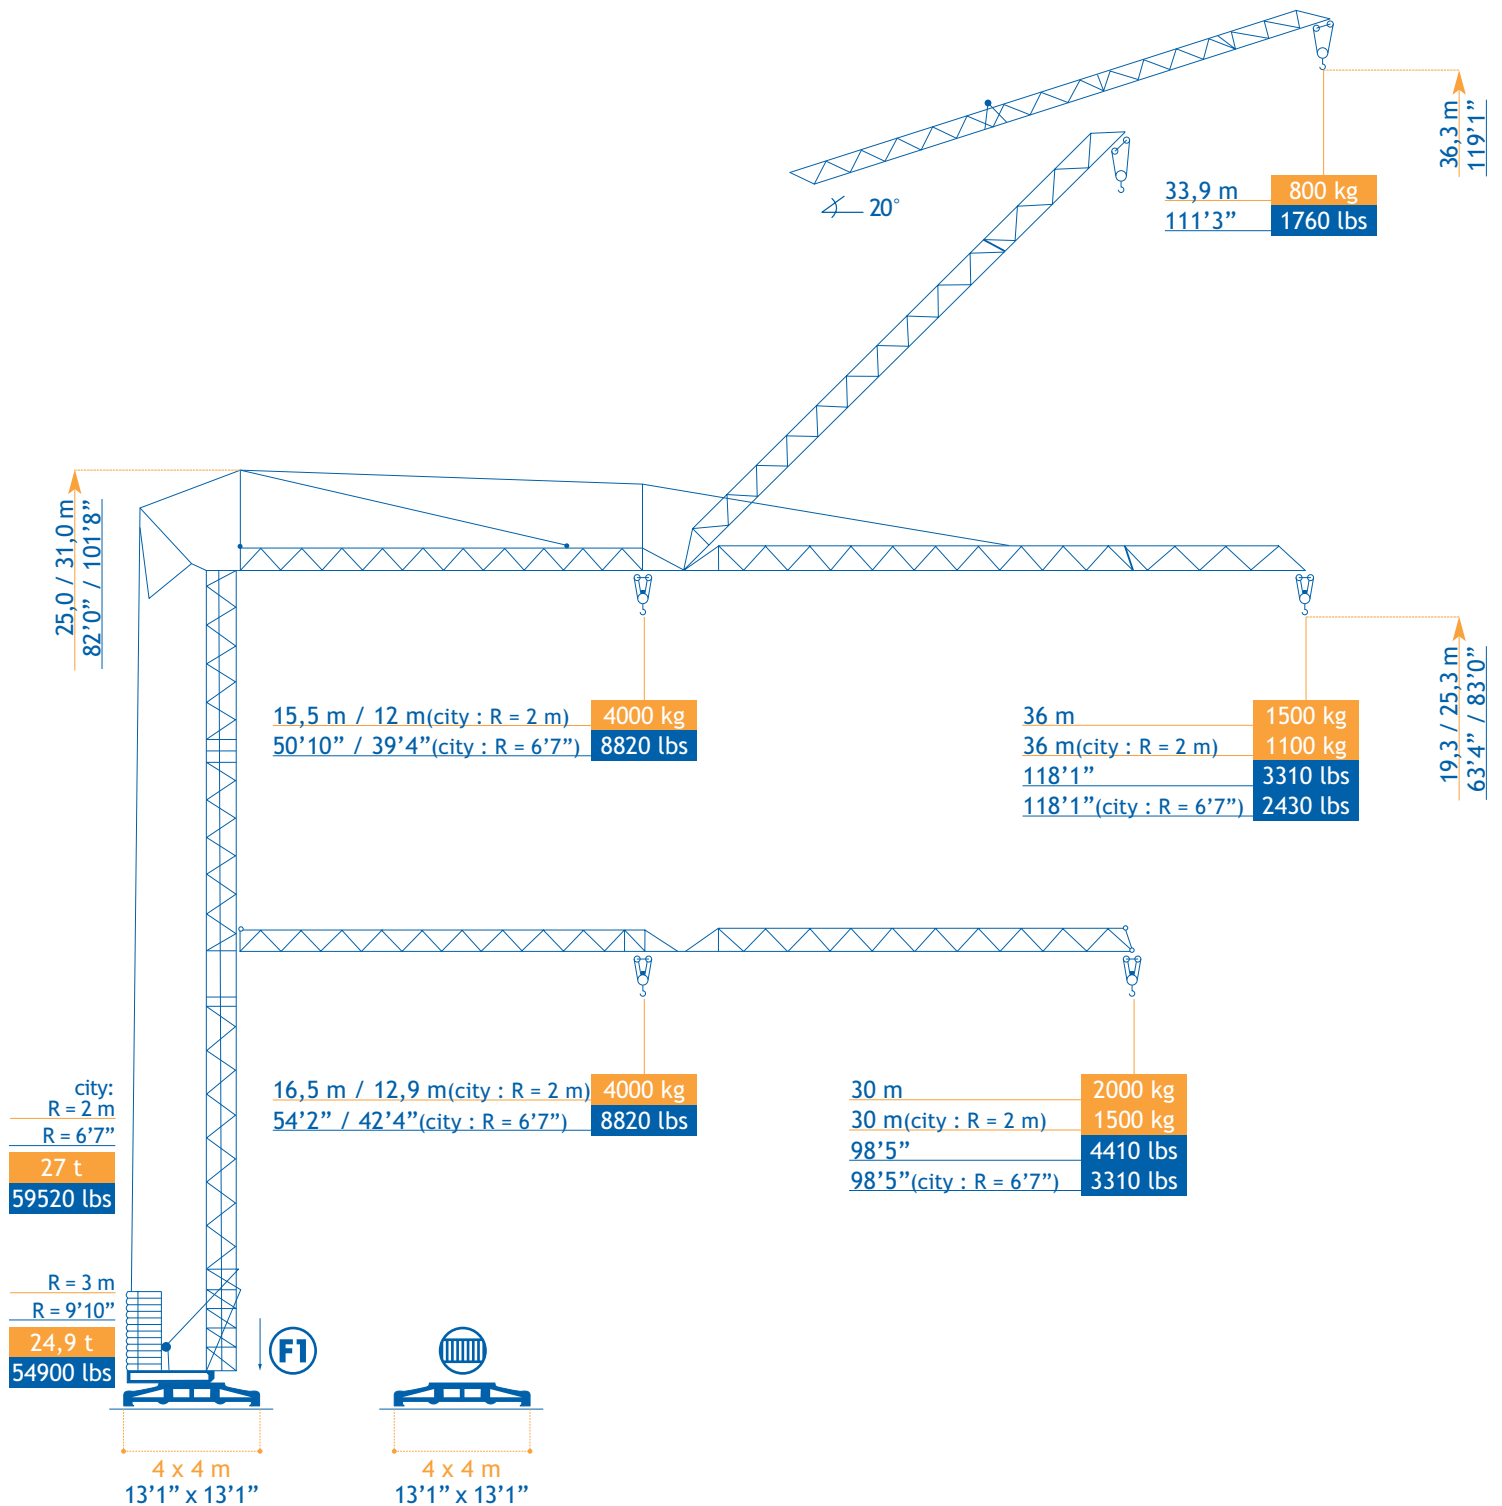 36,3 m
119'1”
33,9 m 800 kg
111'3” 1760 lbs
20°
25,0 / 31,0 m
82'0” / 101'8”
15,5 m / 12 m(city : R = 2 m) 4000 kg
50'10” / 39'4”(city : R = 6'7”) 8820 lbs
36 m 1500 kg
36 m(city : R = 2 m) 1100 kg
118'1” 3310 lbs
118'1”(city : R = 6'7”) 2430 lbs
19,3 / 25,3 m
63'4” / 83'0”
16,5 m / 12,9 m(city : R = 2 m) 4000 kg
54'2” / 42'4”(city : R = 6'7”) 8820 lbs
30 m 2000 kg
30 m(city : R = 2 m) 1500 kg
98'5” 4410 lbs
98'5”(city : R = 6'7”) 3310 lbs
city:
R = 2 m
R = 6'7”
27 t
59520 lbs
R = 3 m
R = 9'10”
24,9 t
54900 lbs
F1
4 x 4 m
13'1” x 13'1”
4 x 4 m
13'1” x 13'1”